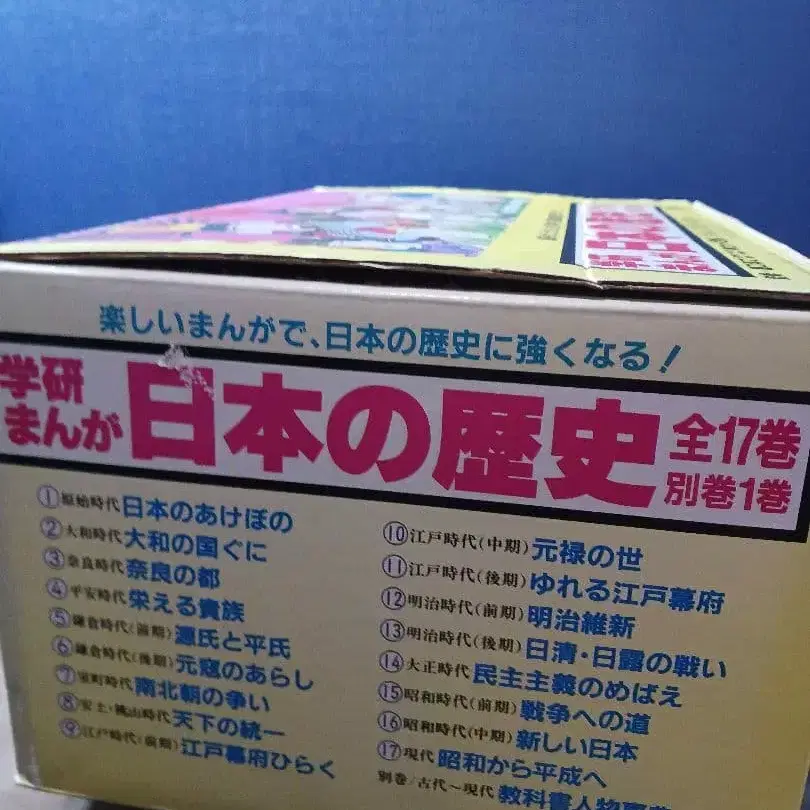 日本の歴史
楽しいまんがで、日本の歴史に強くなる!
学研
まんが
日本の歴史
全17巻
別巻1巻
①原始時代 日本のあけぼの
②大和時代 大和の国ぐに
③奈良時代 奈良の都
④平安時代 栄える貴族
⑤鎌倉時代(前期) 源氏と平氏
⑥鎌倉時代(後期) 元寇のあらし
⑦室町時代 南北朝の争い
⑧安土・桃山時代 天下の統一
⑨江戸時代(前期) 江戸幕府ひらく
⑩江戸時代(中期) 元禄の世
⑪江戸時代(後期) ゆれる江戸幕府
⑫明治時代(前期) 明治維新
⑬明治時代(後期) 日清・日露の戦い
⑭大正時代 民主主義のめばえ
⑮昭和時代(前期) 戦争への道
⑯昭和時代(中期) 新しい日本
⑰現代 昭和から平成へ
別巻/古代〜現代 教科書人物